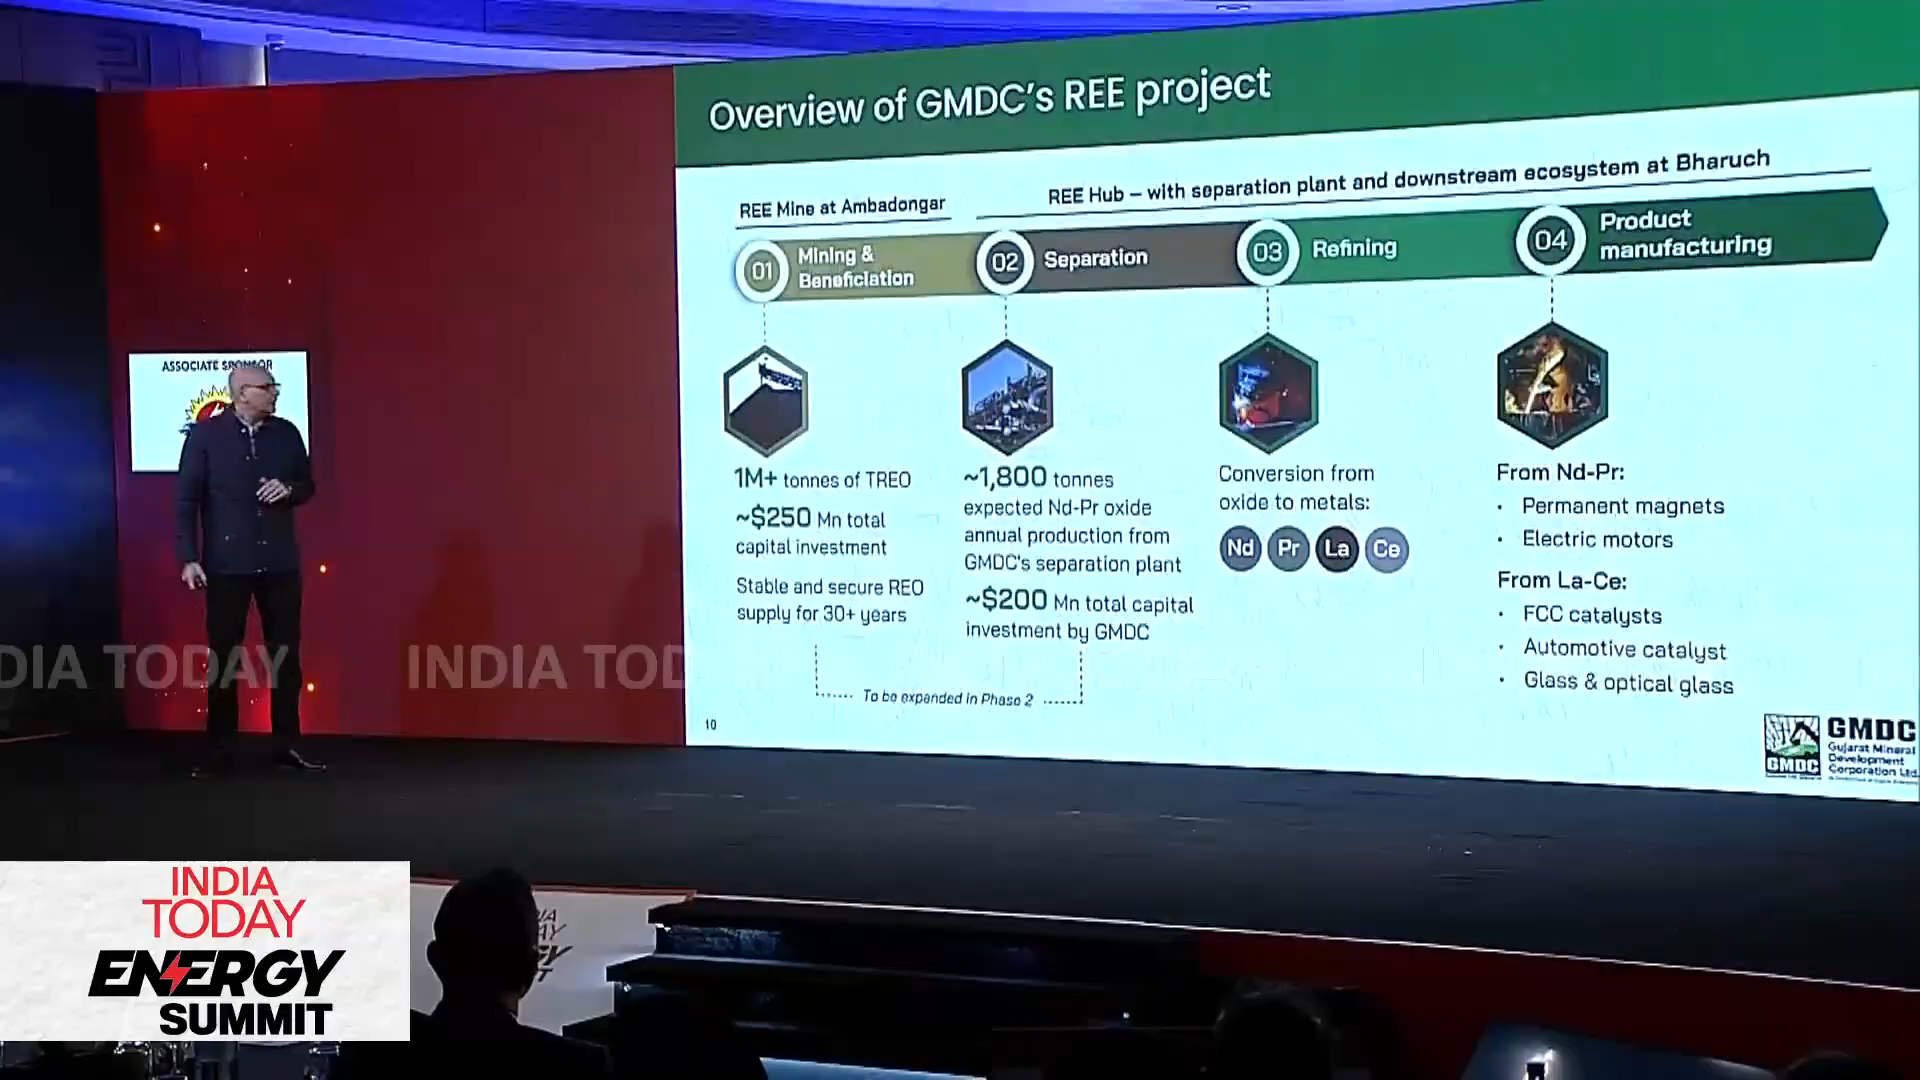 Overview of GMDC's REE project
REE Mine at Ambadongar
REE Hub – with separation plant and downstream ecosystem at Bharuch
01
Mining &
Beneficiation
02
Separation
03
Refining
04
Product
manufacturing
1M+ tonnes of TREO
~$250 Mn total
capital investment
Stable and secure REO
supply for 30+ years
~1,800 tonnes
expected Nd-Pr oxide
annual production from
GMDC's separation plant
~$200 Mn total capital
investment by GMDC
To be expanded in Phase 2
Conversion from
oxide to metals:
Nd Pr La Ce
From Nd-Pr:
· Permanent magnets
· Electric motors
From La-Ce:
· FCC catalysts
· Automotive catalyst
· Glass & optical glass
10
GMDC
GMDC
Gujarat Mineral
Development
Corporation Ltd.
ASSOCIATE SPONSOR
DIA TODAY
INDIA TOD
INDIA
TODAY
ENERGY
SUMMIT